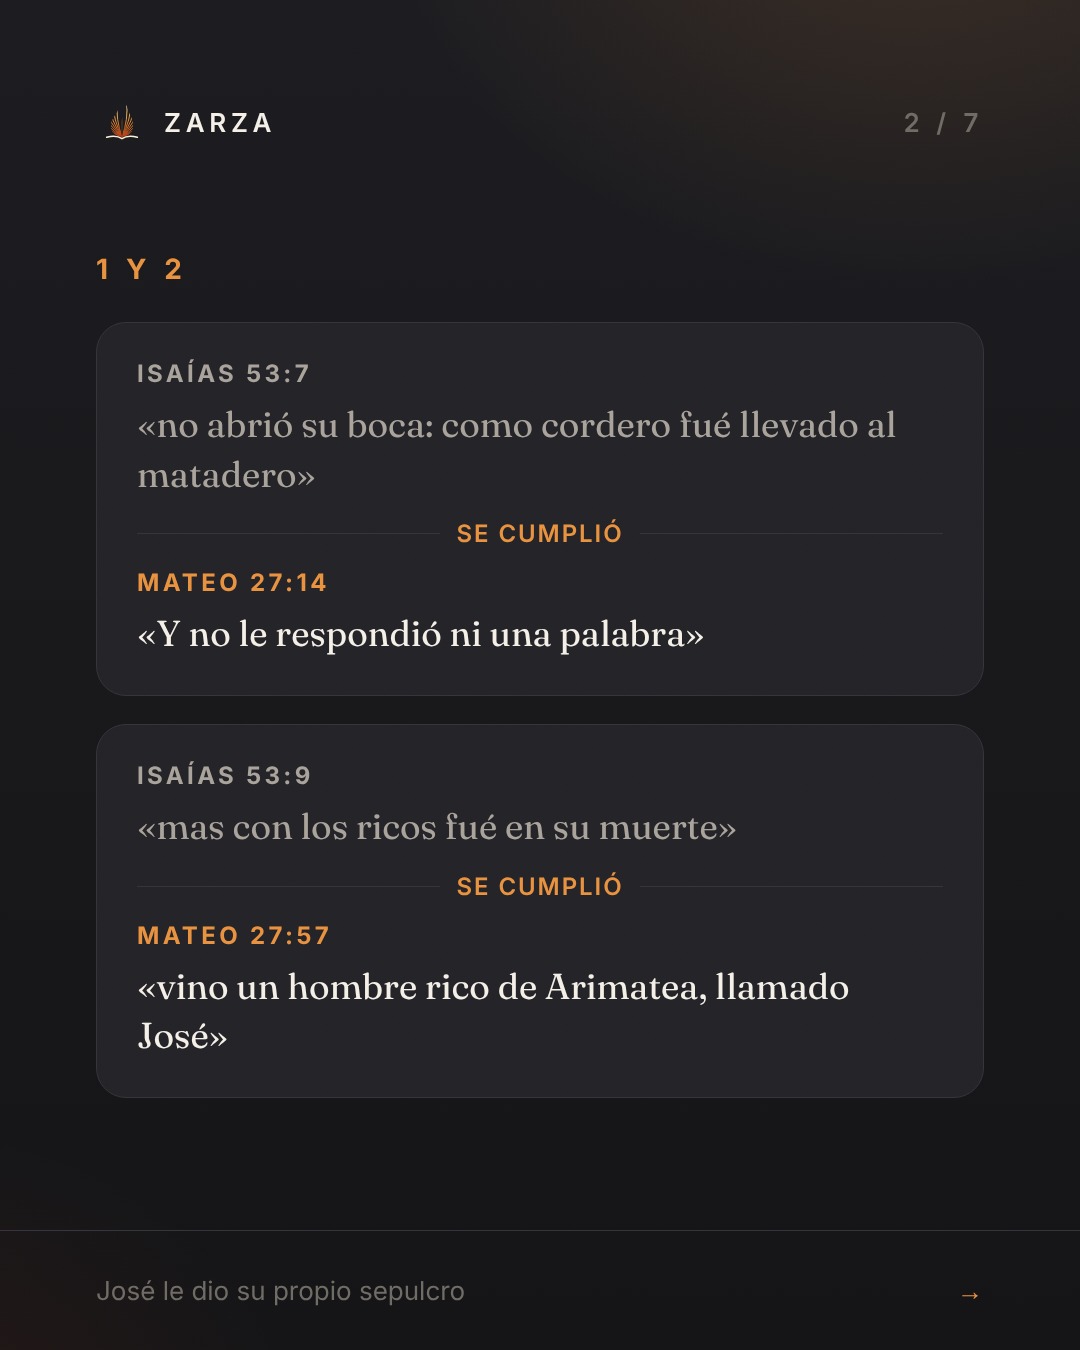 ZARZA
2 / 7
1 Y 2
ISAÍAS 53:7
«no abrió su boca: como cordero fué llevado al
matadero»
SE CUMPLIÓ
MATEO 27:14
«Y no le respondió ni una palabra»
ISAÍAS 53:9
«mas con los ricos fué en su muerte»
SE CUMPLIÓ
MATEO 27:57
«vino un hombre rico de Arimatea, llamado
José»
José le dio su propio sepulcro
→